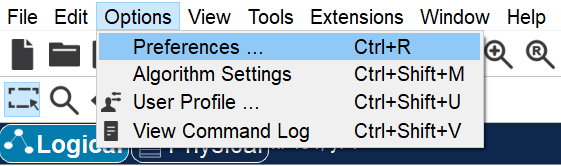 File Edit Options View Tools Extensions Window Help
Preferences ... Ctrl+R
Algorithm Settings Ctrl+Shift+M
User Profile ... Ctrl+Shift+U
View Command Log Ctrl+Shift+V
Logical Physical